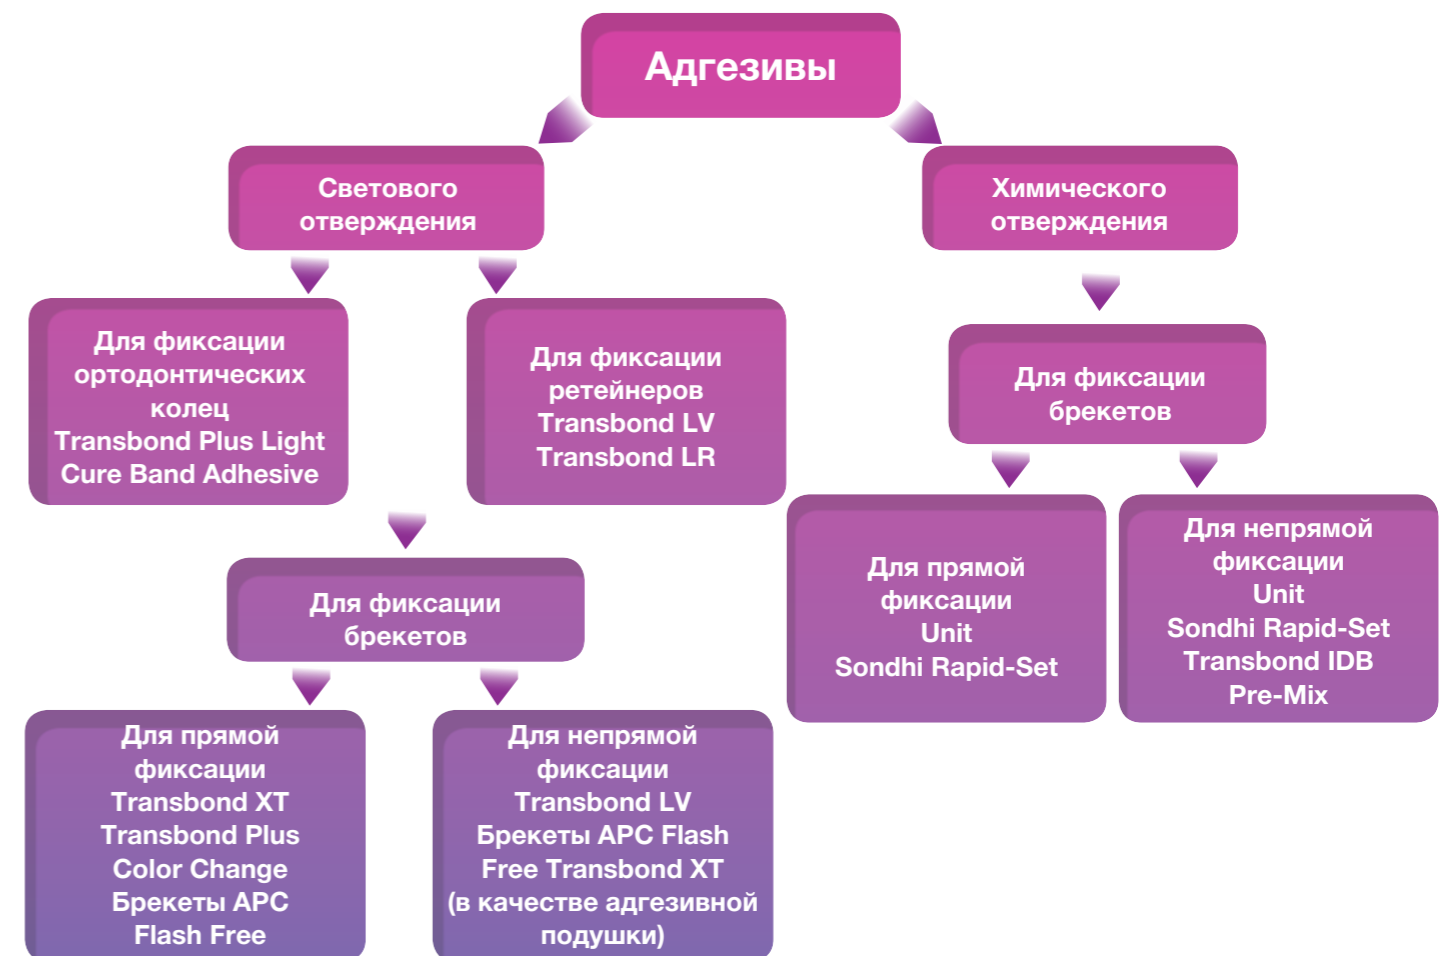 Адгезивы
Светового
отверждения
Химического
отверждения
Для фиксации
ортодонтических
колец
Transbond Plus Light
Cure Band Adhesive
Для фиксации
ретейнеров
Transbond LV
Transbond LR
Для фиксации
брекетов
Для прямой
фиксации
Unit
Sondhi Rapid-Set
Для непрямой
фиксации
Unit
Sondhi Rapid-Set
Transbond IDB
Pre-Mix
Для фиксации
брекетов
Для прямой
фиксации
Transbond XT
Transbond Plus
Color Change
Брекеты APC
Flash Free
Для непрямой
фиксации
Transbond LV
Брекеты APC Flash
Free Transbond XT
(в качестве адгезивной
подушки)